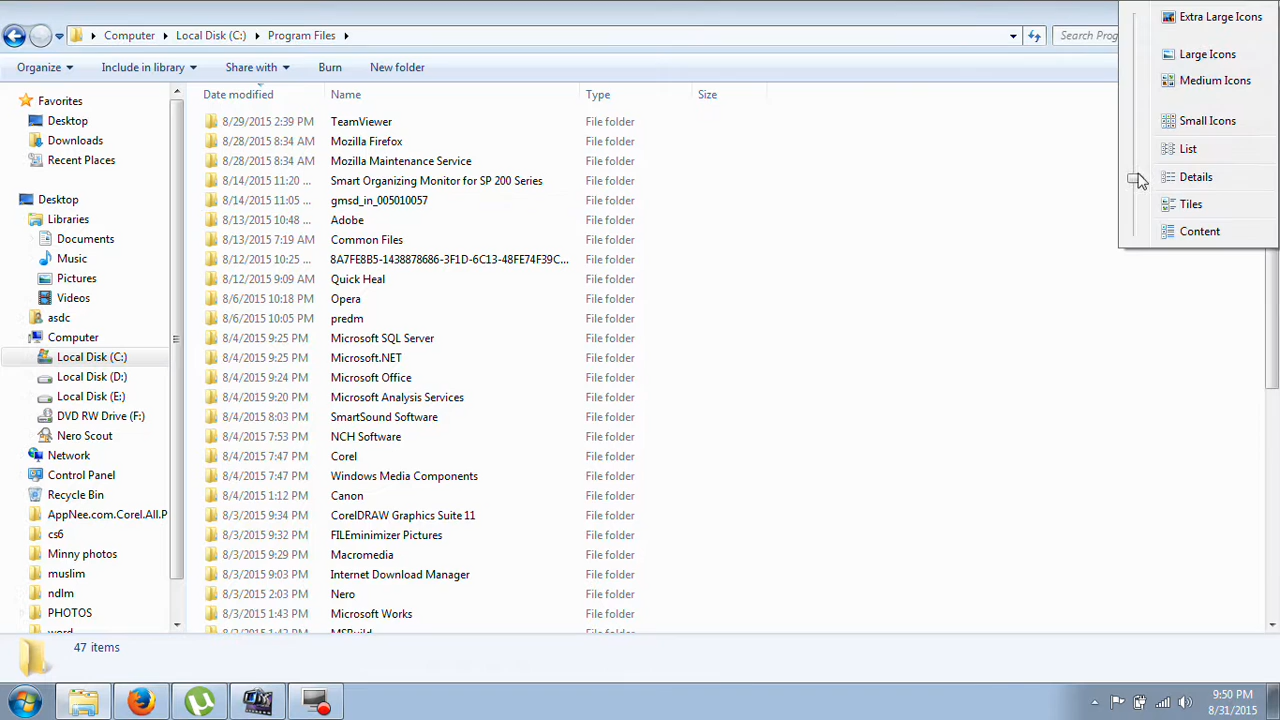 Computer Local Disk (C:) Program Files Search Prog
Organize Include in library Share with Burn New folder
Extra Large Icons
Large Icons
Medium Icons
Small Icons
List
Details
Tiles
Content
Favorites
Desktop
Downloads
Recent Places
Desktop
Libraries
Documents
Music
Pictures
Videos
asdc
Computer
Local Disk (C:)
Local Disk (D:)
Local Disk (E:)
DVD RW Drive (F:)
Nero Scout
Network
Control Panel
Recycle Bin
AppNee.com.Corel.All.P
cs6
Minny photos
muslim
ndlm
PHOTOS
word
Date modified Name Type Size
8/29/2015 2:39 PM TeamViewer File folder
8/28/2015 8:34 AM Mozilla Firefox File folder
8/28/2015 8:34 AM Mozilla Maintenance Service File folder
8/14/2015 11:20 ... Smart Organizing Monitor for SP 200 Series File folder
8/14/2015 11:05 ... gmsd_in_005010057 File folder
8/13/2015 10:48 ... Adobe File folder
8/13/2015 7:19 AM Common Files File folder
8/12/2015 10:25 ... 8A7FE8B5-1438878686-3F1D-6C13-48FE74F39C... File folder
8/12/2015 9:09 AM Quick Heal File folder
8/6/2015 10:18 PM Opera File folder
8/6/2015 10:05 PM predm File folder
8/4/2015 9:25 PM Microsoft SQL Server File folder
8/4/2015 9:25 PM Microsoft.NET File folder
8/4/2015 9:24 PM Microsoft Office File folder
8/4/2015 9:20 PM Microsoft Analysis Services File folder
8/4/2015 8:03 PM SmartSound Software File folder
8/4/2015 7:53 PM NCH Software File folder
8/4/2015 7:47 PM Corel File folder
8/4/2015 7:47 PM Windows Media Components File folder
8/4/2015 1:12 PM Canon File folder
8/3/2015 9:34 PM CorelDRAW Graphics Suite 11 File folder
8/3/2015 9:32 PM FILEminimizer Pictures File folder
8/3/2015 9:29 PM Macromedia File folder
8/3/2015 9:03 PM Internet Download Manager File folder
8/3/2015 2:03 PM Nero File folder
8/3/2015 1:43 PM Microsoft Works File folder
8/3/2015 1:43 PM MSBuild File folder
47 items
9:50 PM
8/31/2015